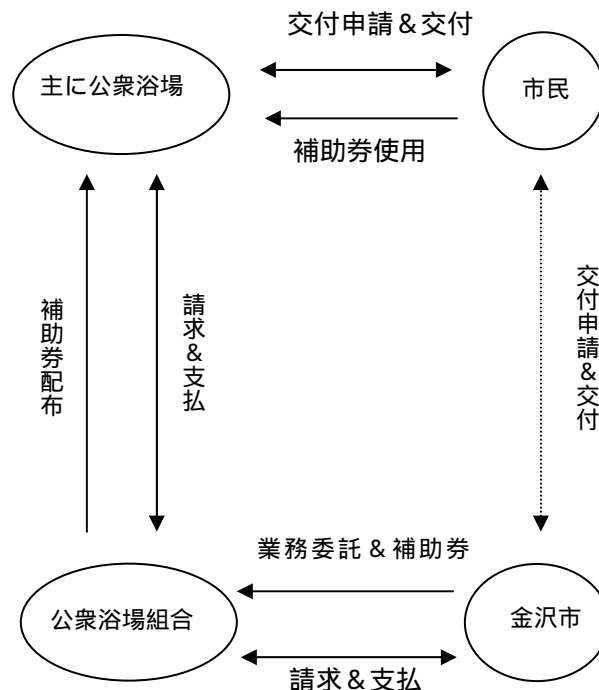 交付申請＆交付
主に公衆浴場
市民
補助券使用
補助券配布
請求＆支払
交付申請＆交付
業務委託＆補助券
公衆浴場組合
金沢市
請求＆支払